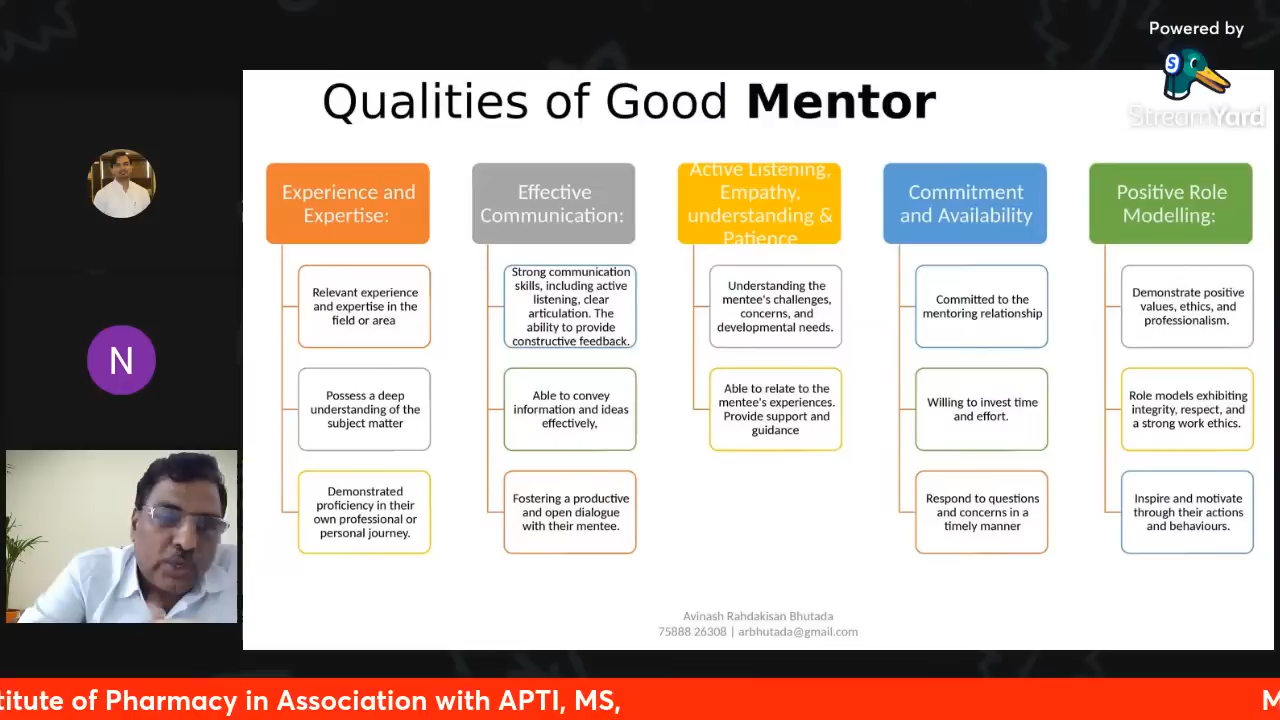 Powered by
StreamYard
Qualities of Good Mentor
Experience and
Expertise:
Relevant experience
and expertise in the
field or area
Possess a deep
understanding of the
subject matter
Demonstrated
proficiency in their
own professional or
personal journey.
Effective
Communication:
Strong communication
skills, including active
listening, clear
articulation. The
ability to provide
constructive feedback.
Able to convey
information and ideas
effectively,
Fostering a productive
and open dialogue
with their mentee.
Active Listening,
Empathy,
understanding &
Patience
Understanding the
mentee's challenges,
concerns, and
developmental needs.
Able to relate to the
mentee's experiences.
Provide support and
guidance
Commitment
and Availability
Committed to the
mentoring relationship
Willing to invest time
and effort.
Respond to questions
and concerns in a
timely manner
Positive Role
Modelling:
Demonstrate positive
values, ethics, and
professionalism.
Role models exhibiting
integrity, respect, and
a strong work ethics.
Inspire and motivate
through their actions
and behaviours.
N
Avinash Rahdakisan Bhutada
75888 26308 | arbhutada@gmail.com
titute of Pharmacy in Association with APTI, MS, M